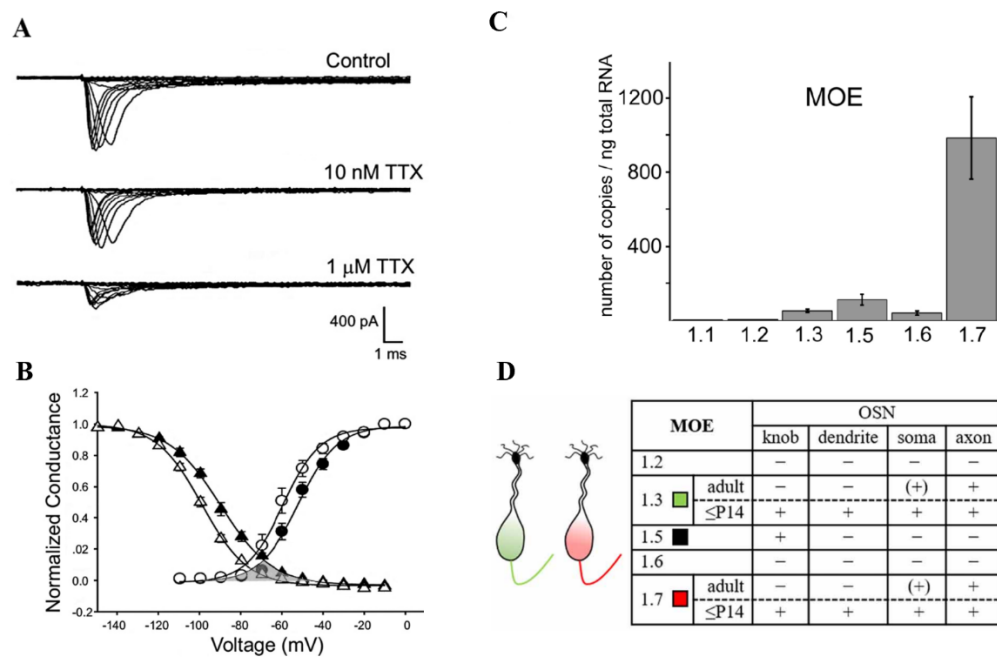 A
Control
10 nM TTX
1 μM TTX
400 pA
1 ms
B
Normalized Conductance
1.2
1.0
0.8
0.6
0.4
.02
0.0
-0.2
-140 -120 -100 -80 -60 -40 -20 0
Voltage (mV)
C
MOE
number of copies / ng total RNA
1200
800
400
1.1 1.2 1.3 1.5 1.6 1.7
D
MOE OSN
knob dendrite soma axon
1.2 − − − −
1.3 adult − − (+) +
≤P14 + + + +
1.5 + − − −
1.6 − − − −
1.7 adult − − (+) +
≤P14 + + + +